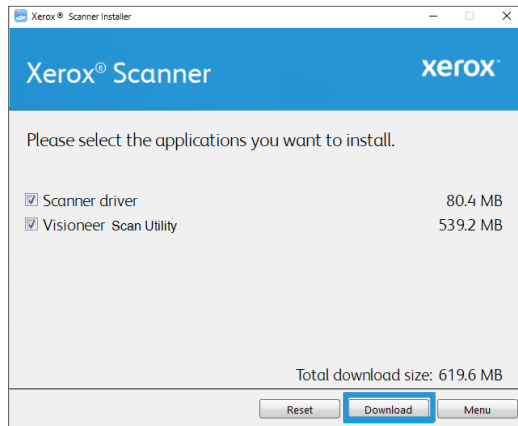 Xerox ® Scanner Installer
Xerox® Scanner
xerox™
Please select the applications you want to install.
Scanner driver 80.4 MB
Visioneer Scan Utility 539.2 MB
Total download size: 619.6 MB
Reset Download Menu